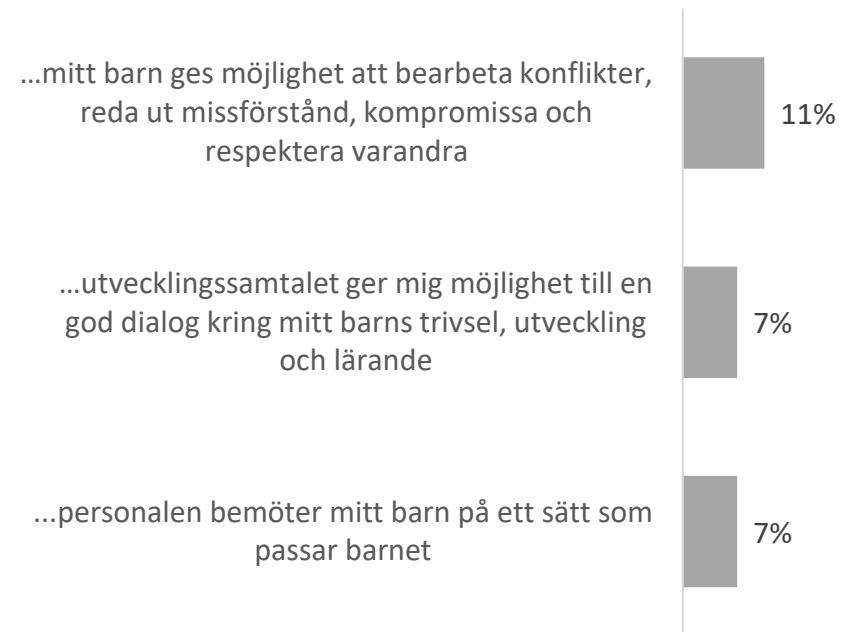 ...mitt barn ges möjlighet att bearbeta konflikter,
reda ut missförstånd, kompromissa och
respektera varandra
11%
...utvecklingssamtalet ger mig möjlighet till en
god dialog kring mitt barns trivsel, utveckling
och lärande
7%
...personalen bemöter mitt barn på ett sätt som
passar barnet
7%